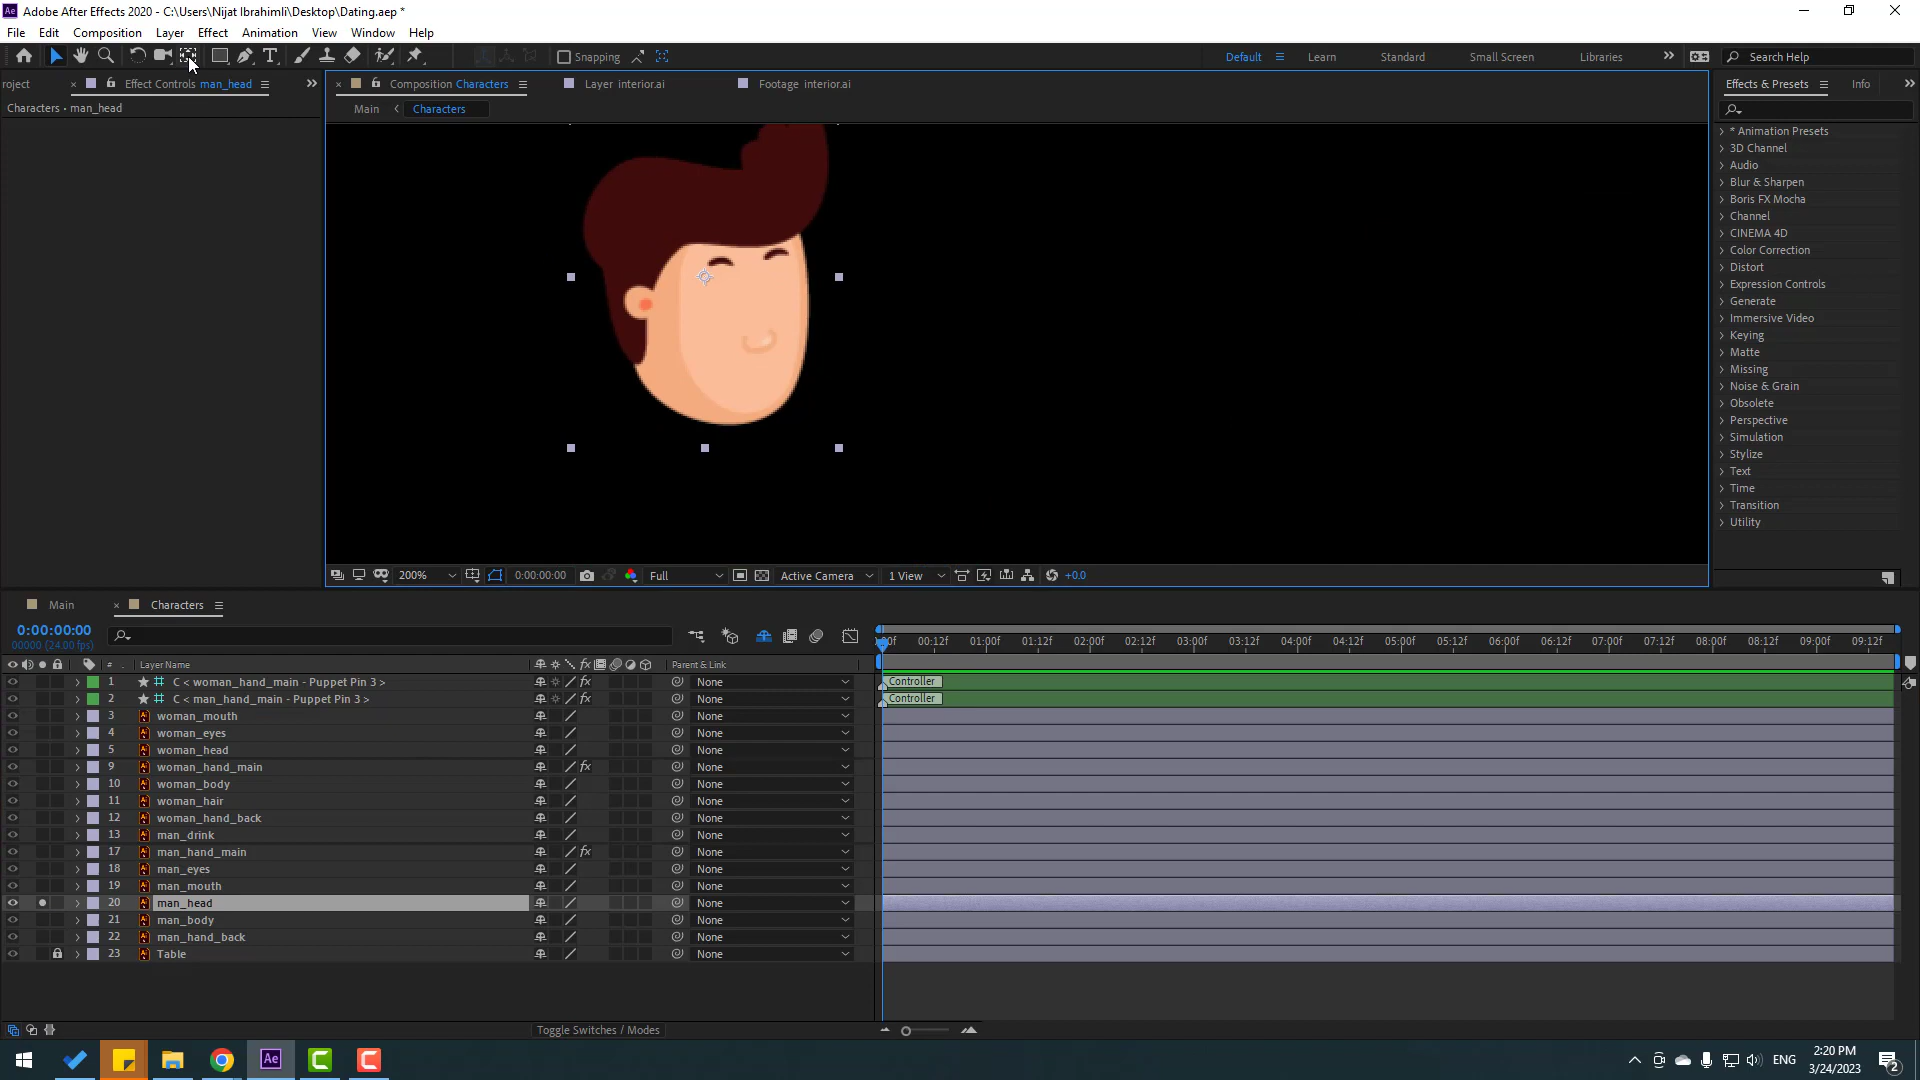 Ae Adobe After Effects 2020 - C:\Users\Nijat Ibrahimli\Desktop\Dating.aep *
File Edit Composition Layer Effect Animation View Window Help
Snapping Default Learn Standard Small Screen Libraries Search Help
roject Effect Controls man_head Composition Characters Layer interior.ai Footage interior.ai Effects & Presets Info
Characters • man_head Main Characters
* Animation Presets
3D Channel
Audio
Blur & Sharpen
Boris FX Mocha
Channel
CINEMA 4D
Color Correction
Distort
Expression Controls
Generate
Immersive Video
Keying
Matte
Missing
Noise & Grain
Obsolete
Perspective
Simulation
Stylize
Text
Time
Transition
Utility
200% 0:00:00:00 Full Active Camera 1 View +0.0
Main Characters
0:00:00:00
00000 (24.00 fps)
00f 00:12f 01:00f 01:12f 02:00f 02:12f 03:00f 03:12f 04:00f 04:12f 05:00f 05:12f 06:00f 06:12f 07:00f 07:12f 08:00f 08:12f 09:00f 09:12f
# Layer Name fx Parent & Link
1 C < woman_hand_main - Puppet Pin 3 > fx None Controller
2 C < man_hand_main - Puppet Pin 3 > fx None Controller
3 woman_mouth None
4 woman_eyes None
5 woman_head None
9 woman_hand_main fx None
10 woman_body None
11 woman_hair None
12 woman_hand_back None
13 man_drink None
17 man_hand_main fx None
18 man_eyes None
19 man_mouth None
20 man_head None
21 man_body None
22 man_hand_back None
23 Table None
Toggle Switches / Modes
Ae C C ENG 2:20 PM
3/24/2023 2